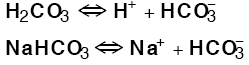 H₂CO₃ ⇔ H⁺ + HCO₃⁻
NaHCO₃ ⇔ Na⁺ + HCO₃⁻